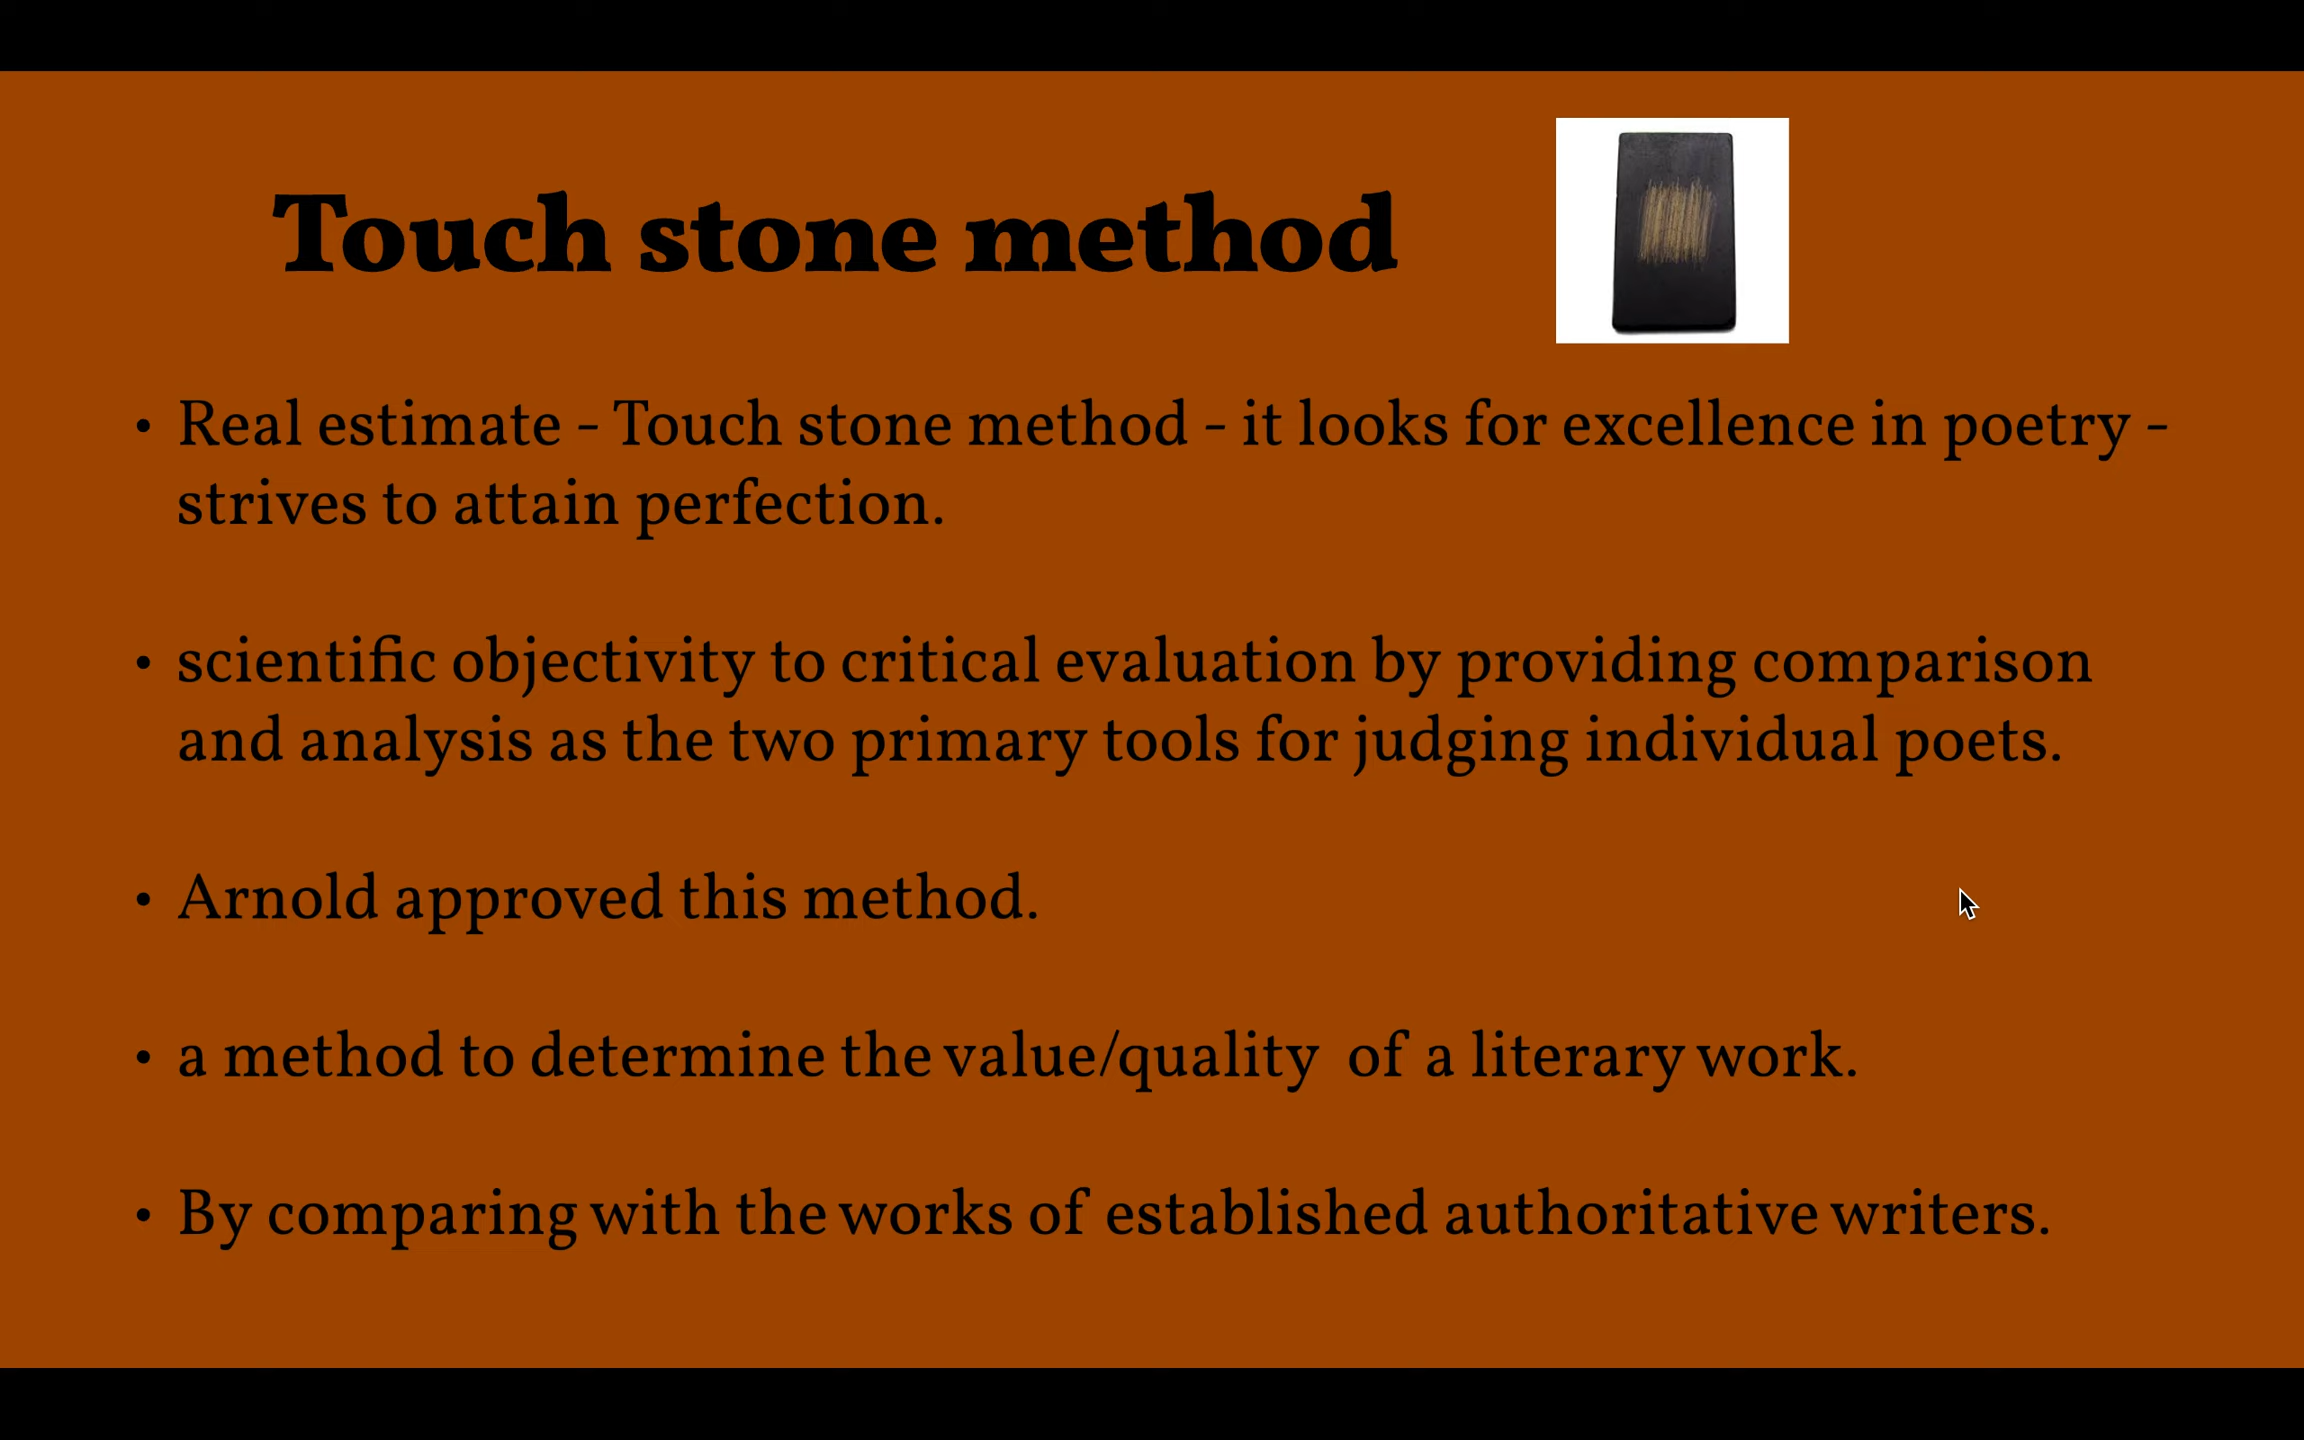 Touch stone method
• Real estimate - Touch stone method - it looks for excellence in poetry -
strives to attain perfection.
• scientific objectivity to critical evaluation by providing comparison
and analysis as the two primary tools for judging individual poets.
• Arnold approved this method.
• a method to determine the value/quality of a literary work.
• By comparing with the works of established authoritative writers.